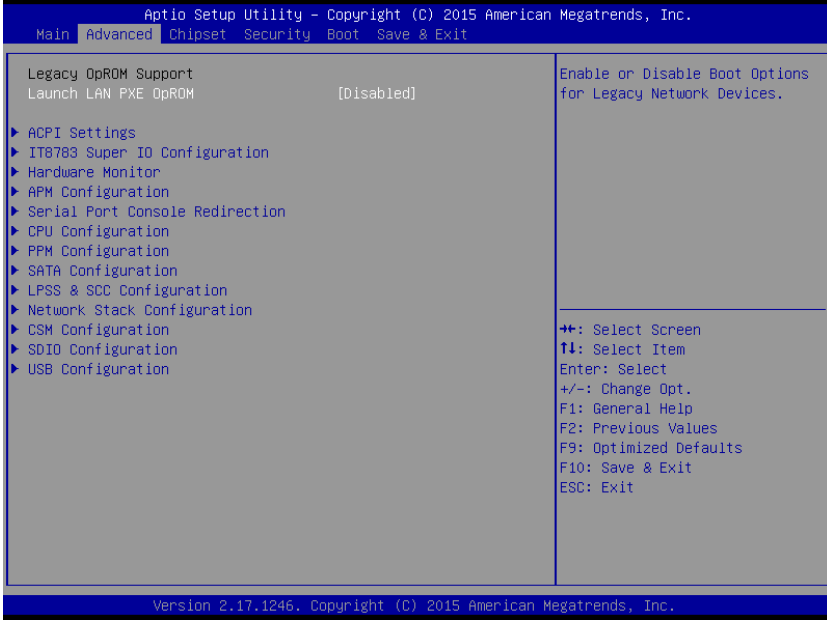 Aptio Setup Utility – Copyright (C) 2015 American Megatrends, Inc.
Main Advanced Chipset Security Boot Save & Exit
Legacy OpROM Support
Launch LAN PXE OpROM [Disabled]
ACPI Settings
IT8783 Super IO Configuration
Hardware Monitor
APM Configuration
Serial Port Console Redirection
CPU Configuration
PPM Configuration
SATA Configuration
LPSS & SCC Configuration
Network Stack Configuration
CSM Configuration
SDIO Configuration
USB Configuration
Enable or Disable Boot Options
for Legacy Network Devices.
→←: Select Screen
↑↓: Select Item
Enter: Select
+/-: Change Opt.
F1: General Help
F2: Previous Values
F9: Optimized Defaults
F10: Save & Exit
ESC: Exit
Version 2.17.1246. Copyright (C) 2015 American Megatrends, Inc.